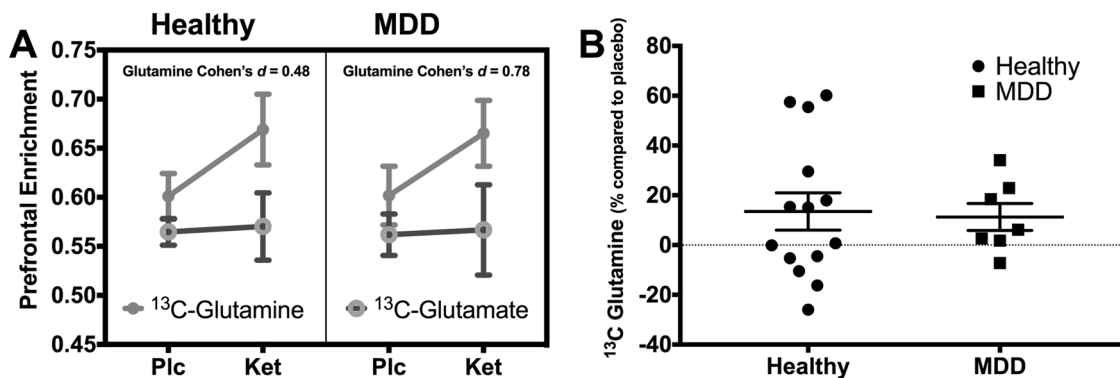 A
Healthy
MDD
Prefrontal Enrichment
0.75
0.70
0.65
0.60
0.55
0.50
0.45
Glutamine Cohen's d = 0.48
Glutamine Cohen's d = 0.78
¹³C-Glutamine
¹³C-Glutamate
Plc
Ket
Plc
Ket
B
¹³C Glutamine (% compared to placebo)
80
60
40
20
0
-20
-40
Healthy
MDD
Healthy
MDD